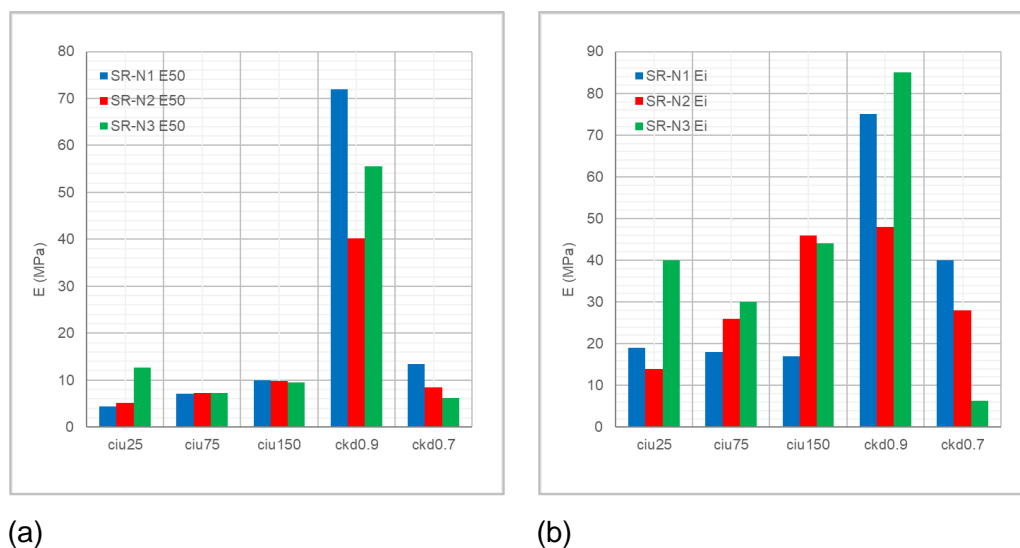 80
70
60
50
40
30
20
10
0
E (MPa)
SR-N1 E50
SR-N2 E50
SR-N3 E50
ciu25 ciu75 ciu150 ckd0.9 ckd0.7
(a)
90
80
70
60
50
40
30
20
10
0
E (MPa)
SR-N1 Ei
SR-N2 Ei
SR-N3 Ei
ciu25 ciu75 ciu150 ckd0.9 ckd0.7
(b)